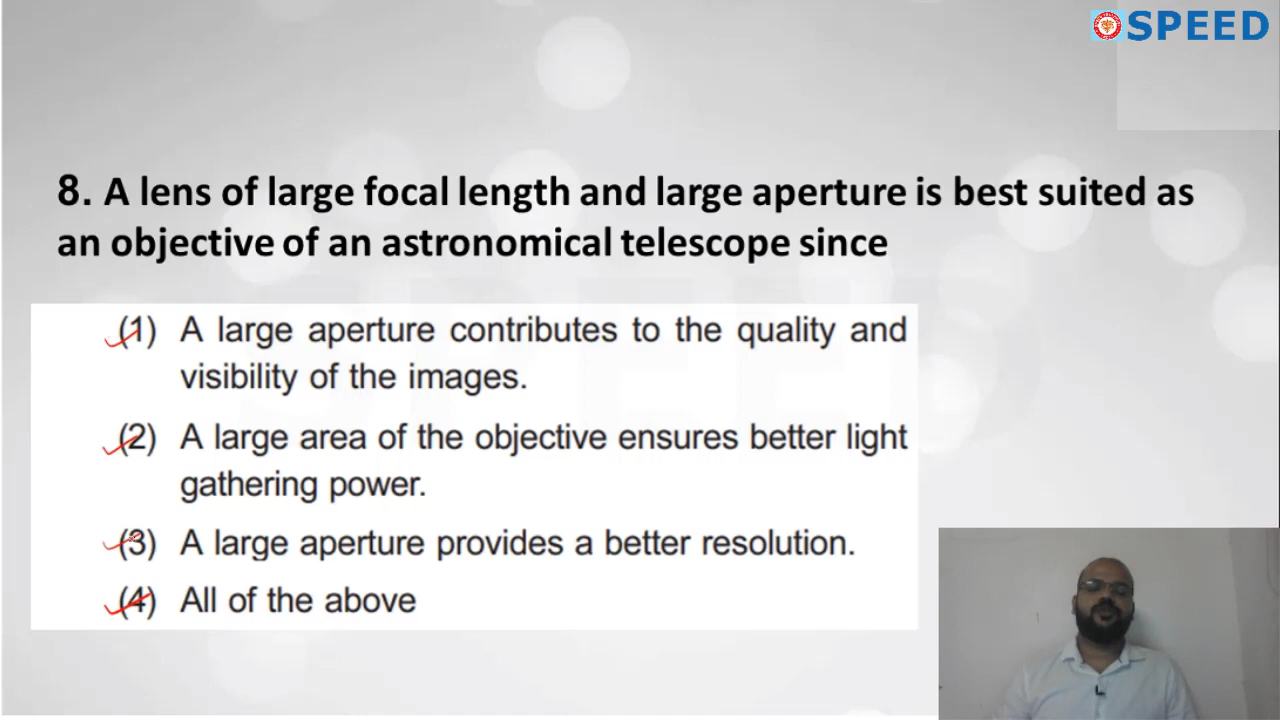 SPEED
8. A lens of large focal length and large aperture is best suited as
an objective of an astronomical telescope since
(1) A large aperture contributes to the quality and
visibility of the images.
(2) A large area of the objective ensures better light
gathering power.
(3) A large aperture provides a better resolution.
(4) All of the above